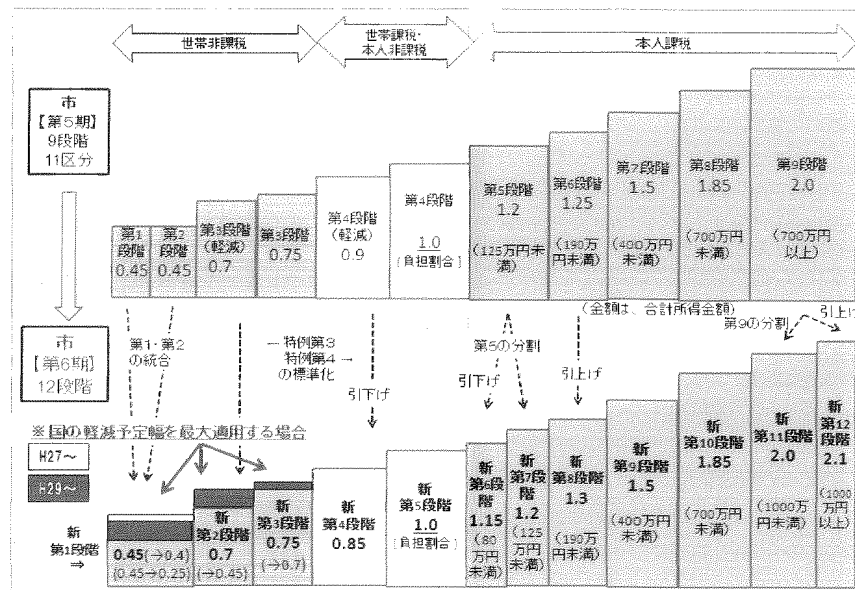 世帯非課税
世帯課税・
本人非課税
本人課税
市
【第5期】
9段階
11区分
第1
段階
0.45
第2
段階
0.45
第3段階
(軽減)
0.7
第3段階
0.75
第4段階
(軽減)
0.9
第4段階
1.0
(負担割合)
第5段階
1.2
(125万円未
満)
第6段階
1.25
(190万
円未満)
第7段階
1.5
(400万円
未満)
第8段階
1.85
(700万
円未満)
第9段階
2.0
(700万円
以上)
(金額は、合計所得金額)
市
【第6期】
12段階
第1・第2
の統合
←特例第3
特例第4→
の標準化
引下げ
第5の分割
引下げ
引上げ
第9の分割
引上げ
※国の軽減予定幅を最大適用する場合
H27～
H29～
新
第1段階
⇒
0.45(→0.4)
(0.45→0.25)
新
第2段階
0.7
(→0.45)
新
第3段階
0.75
(→0.7)
新
第4段階
0.85
新
第5段階
1.0
(負担割合)
新
第6段
階
1.15
(80
万円
未満)
新
第7段
階
1.2
(125
万円
未満)
新
第8段階
1.3
(190万
円未満)
新
第9段階
1.5
(400万円
未満)
新
第10段階
1.85
(700万
円未満)
新
第11段階
2.0
(1000万
円未満)
新
第12
段階
2.1
(1000
万円
以上)